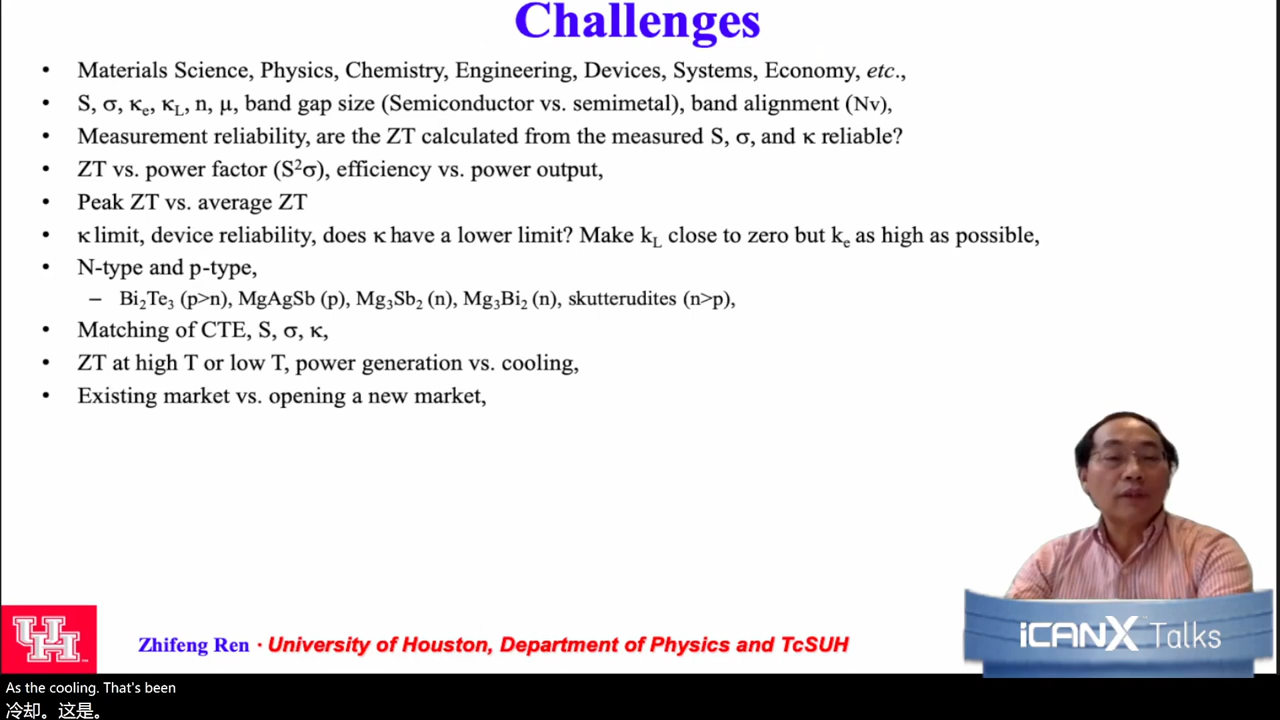 Challenges
• Materials Science, Physics, Chemistry, Engineering, Devices, Systems, Economy, etc.,
• S, σ, κₑ, κ_L, n, μ, band gap size (Semiconductor vs. semimetal), band alignment (Nv),
• Measurement reliability, are the ZT calculated from the measured S, σ, and κ reliable?
• ZT vs. power factor (S²σ), efficiency vs. power output,
• Peak ZT vs. average ZT
• κ limit, device reliability, does κ have a lower limit? Make k_L close to zero but kₑ as high as possible,
• N-type and p-type,
– Bi₂Te₃ (p>n), MgAgSb (p), Mg₃Sb₂ (n), Mg₃Bi₂ (n), skutterudites (n>p),
• Matching of CTE, S, σ, κ,
• ZT at high T or low T, power generation vs. cooling,
• Existing market vs. opening a new market,
iCANX Talks
UH
Zhifeng Ren · University of Houston, Department of Physics and TcSUH
As the cooling. That's been
冷却。这是。